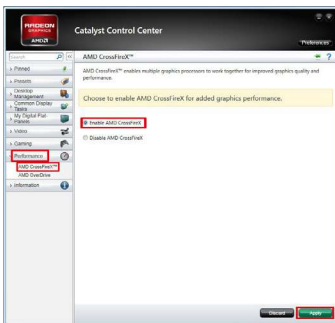 RADEON
GRAPHICS
AMD
Catalyst Control Center
Preferences
Search
AMD CrossFireX™
Pinned
Presets
Desktop
Management
Common Display
Tasks
My Digital Flat-
Panels
Video
Gaming
Performance
AMD CrossFireX™
AMD OverDrive
Information
AMD CrossFireX™ enables multiple graphics processors to work together for improved graphics quality and
performance.
Choose to enable AMD CrossFireX for added graphics performance.
Enable AMD CrossFireX
Disable AMD CrossFireX
Discard
Apply